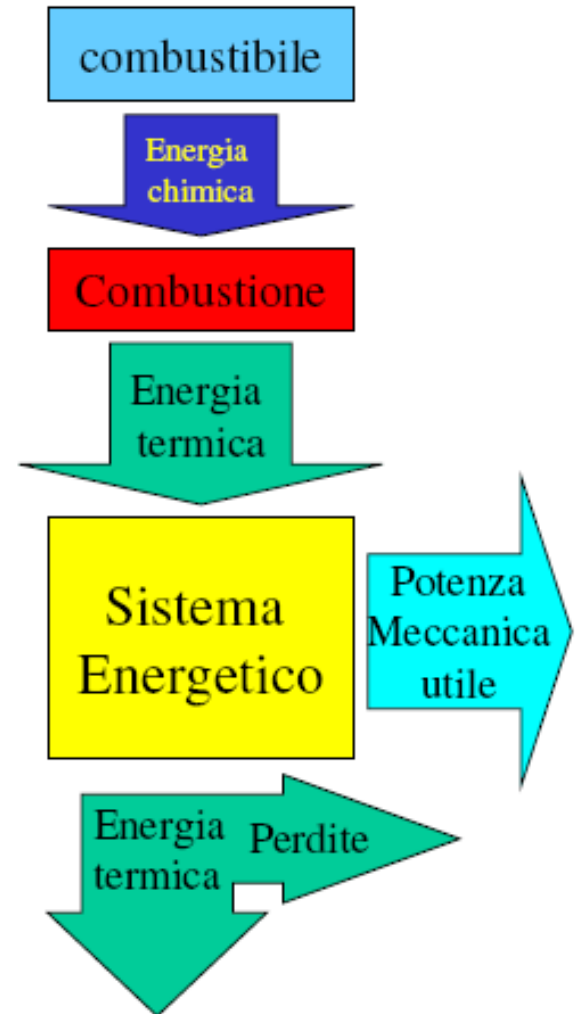 combustibile
Energia
chimica
Combustione
Energia
termica
Sistema
Energetico
Potenza
Meccanica
utile
Energia
termica
Perdite